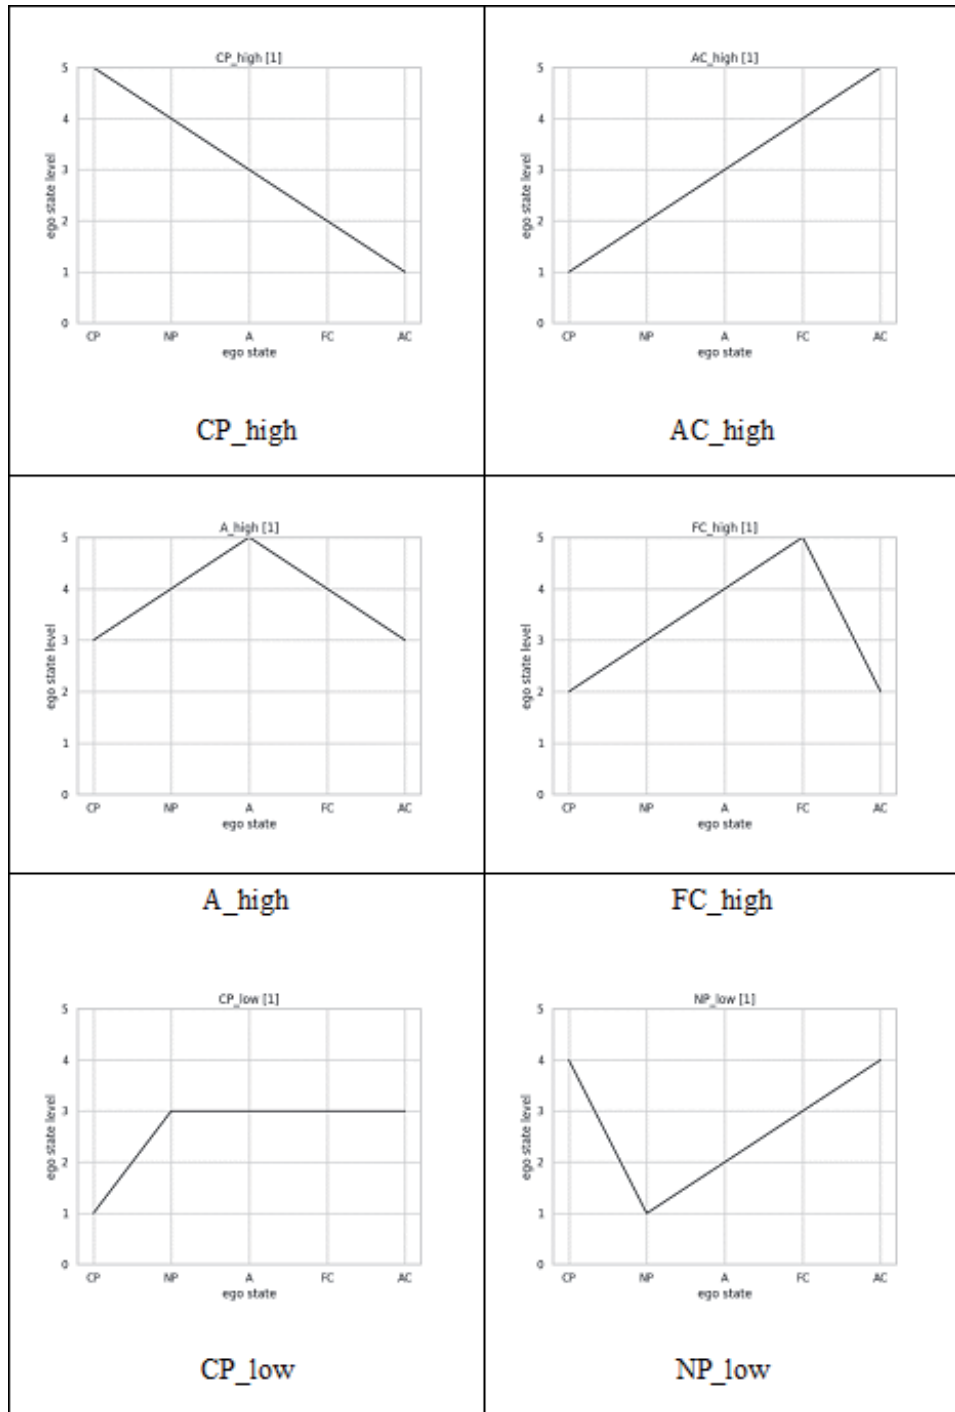 CP_high [1]
5
4
3
2
1
0
ego state level
CP NP A FC AC
ego state
CP_high
AC_high [1]
5
4
3
2
1
0
ego state level
CP NP A FC AC
ego state
AC_high
A_high [1]
5
4
3
2
1
0
ego state level
CP NP A FC AC
ego state
A_high
FC_high [1]
5
4
3
2
1
0
ego state level
CP NP A FC AC
ego state
FC_high
CP_low [1]
5
4
3
2
1
0
ego state level
CP NP A FC AC
ego state
CP_low
NP_low [1]
5
4
3
2
1
0
ego state level
CP NP A FC AC
ego state
NP_low